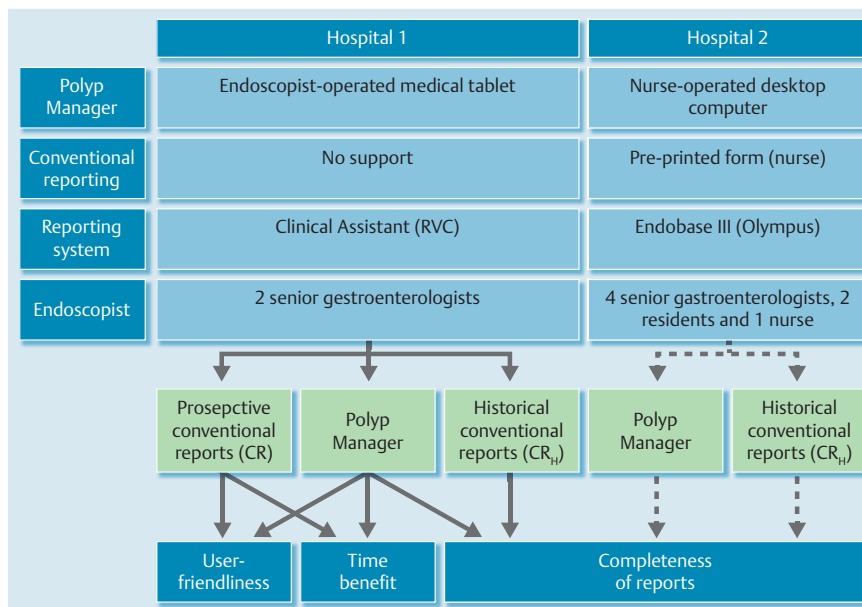 Hospital 1
Hospital 2
Polyp
Manager
Endoscopist-operated medical tablet
Nurse-operated desktop
computer
Conventional
reporting
No support
Pre-printed form (nurse)
Reporting
system
Clinical Assistant (RVC)
Endobase III (Olympus)
Endoscopist
2 senior gestroenterologists
4 senior gastroenterologists, 2
residents and 1 nurse
Prosepctive
conventional
reports (CR)
Polyp
Manager
Historical
conventional
reports (CRH)
Polyp
Manager
Historical
conventional
reports (CRH)
User-
friendliness
Time
benefit
Completeness
of reports